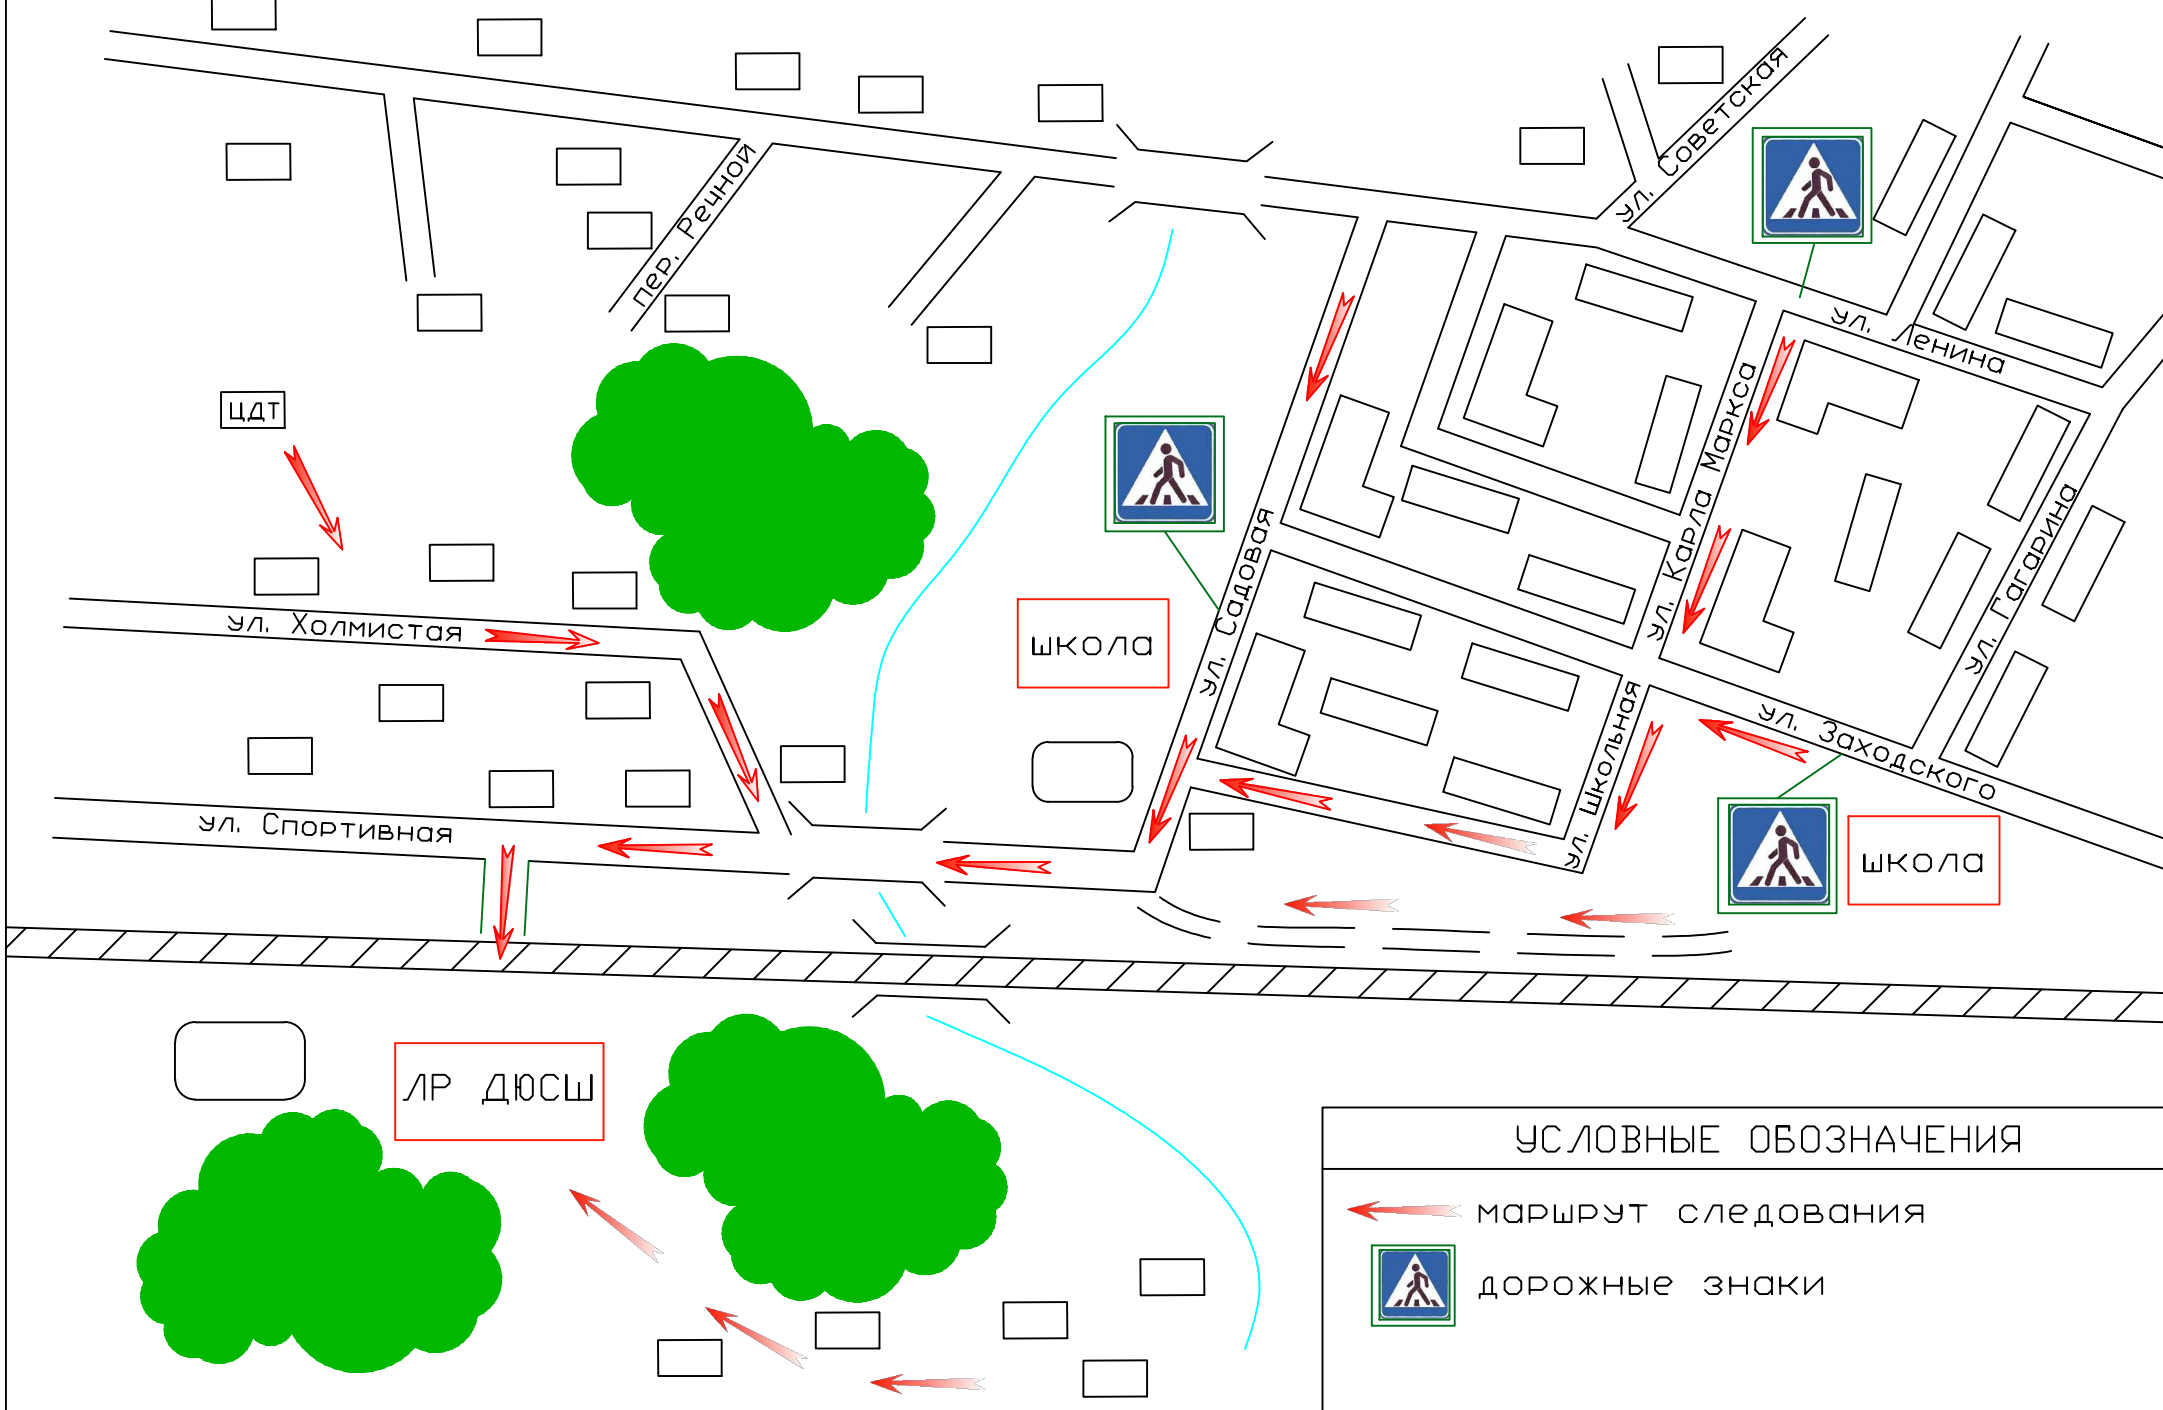 ул. Советская
пер. Речной
ул. Ленина
ул. Карла Маркса
ЦДТ
ул. Садовая
ул. Гагарина
ул. Холмистая
школа
ул. Школьная
ул. Заходского
ул. Спортивная
школа
ЛР ДЮСШ
УСЛОВНЫЕ ОБОЗНАЧЕНИЯ
маршрут следования
дорожные знаки